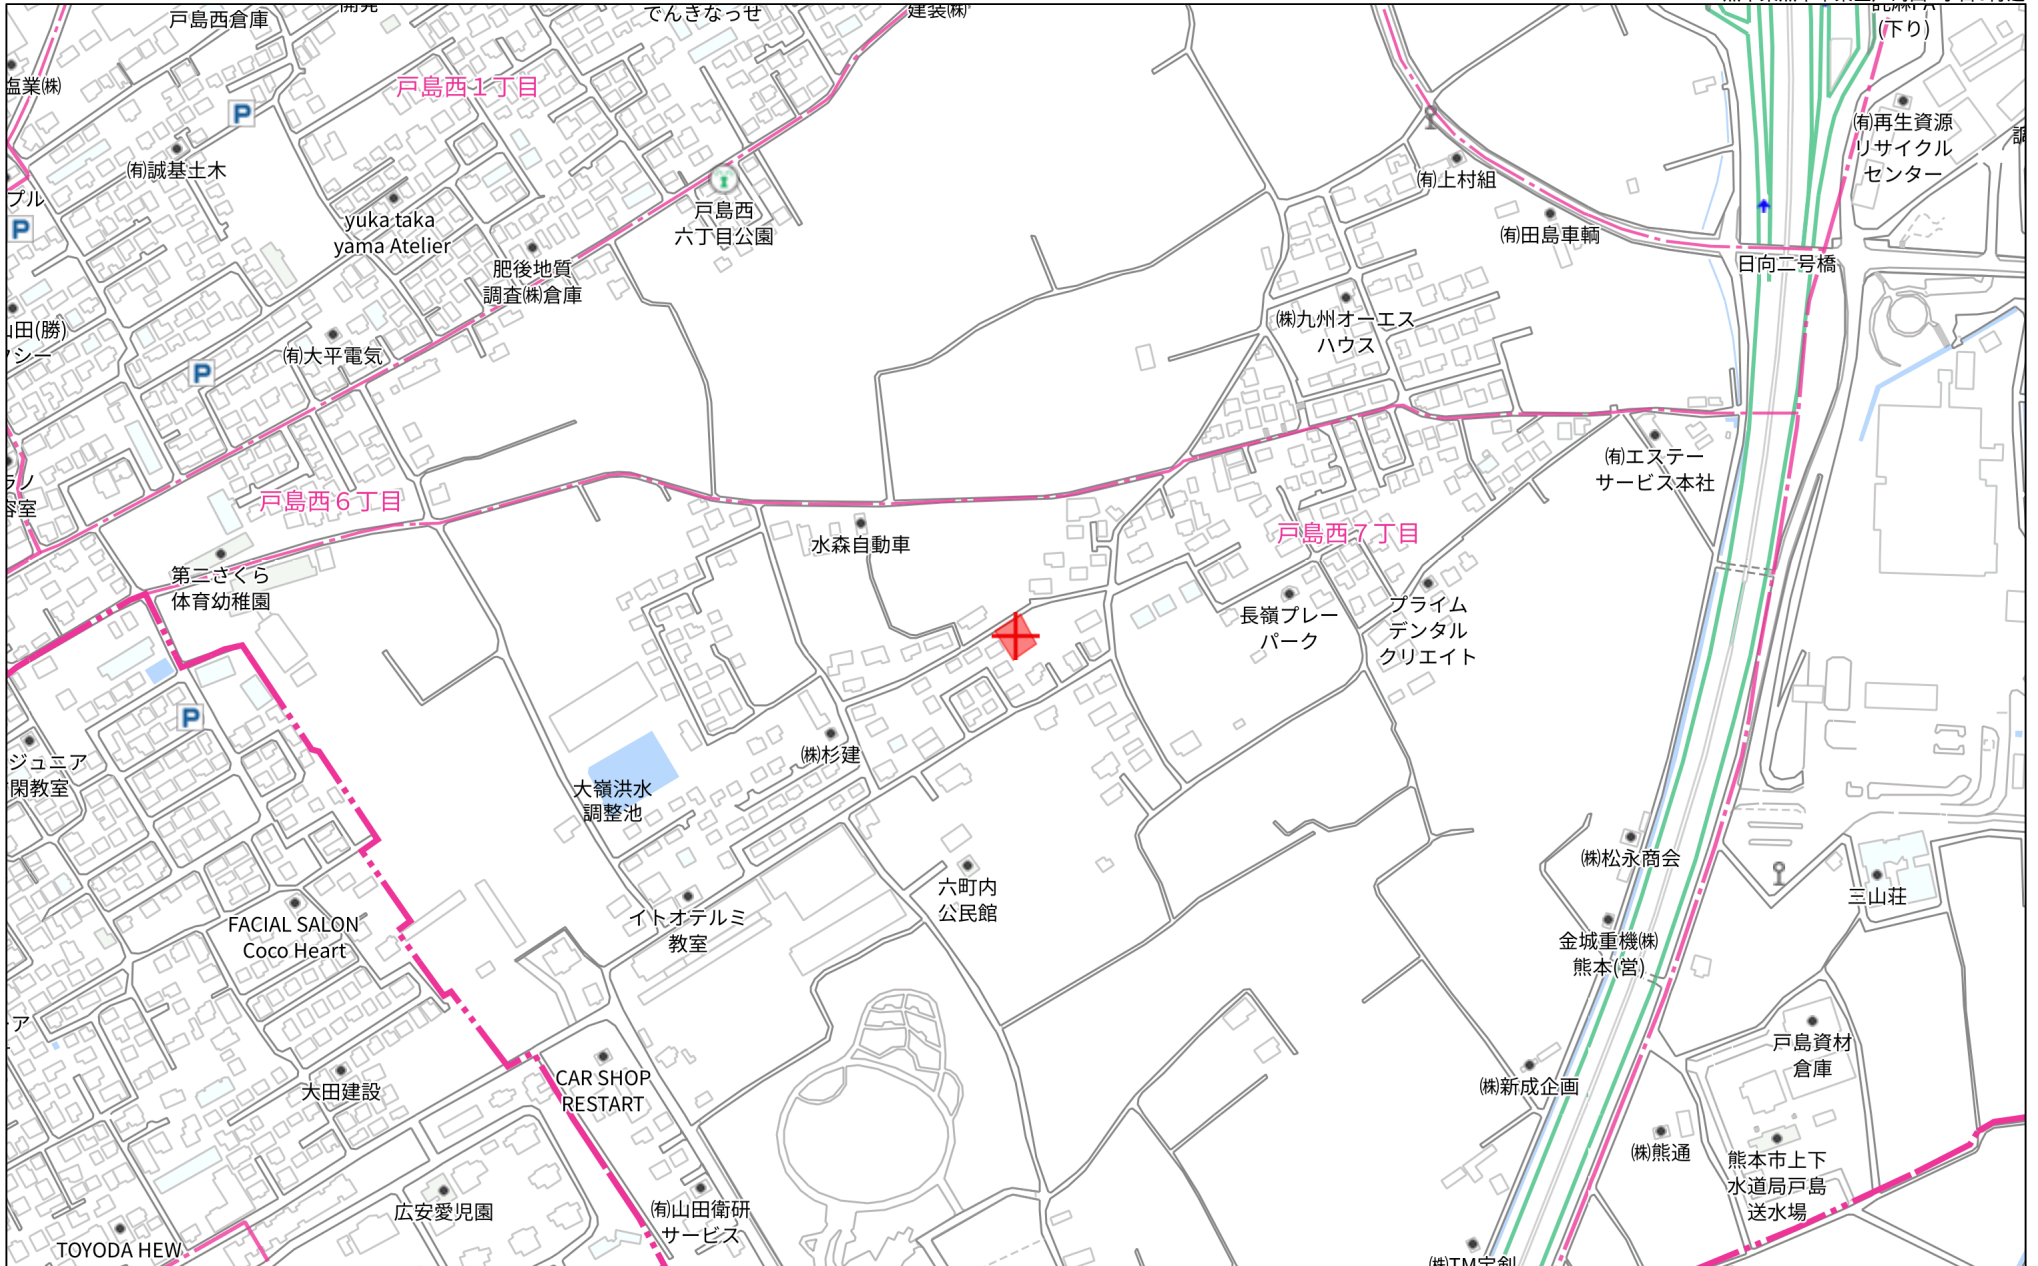 戸島西倉庫
でんきなっせ
建装㈱
(下り)
塩業㈱
戸島西1丁目
㈲誠基土木
プル
yuka taka
yama Atelier
肥後地質
調査㈱倉庫
戸島西
六丁目公園
㈲上村組
㈲田島車輌
㈲再生資源
リサイクル
センター
日向二号橋
山田(勝)
㈲大平電気
㈱九州オーエス
ハウス
戸島西6丁目
第二さくら
体育幼稚園
水森自動車
戸島西7丁目
㈲エステー
サービス本社
長嶺プレー
パーク
プライム
デンタル
クリエイト
ジュニア
㈱杉建
大嶺洪水
調整池
六町内
公民館
イトオテルミ
教室
FACIAL SALON
Coco Heart
㈱松永商会
三山荘
金城重機㈱
熊本(営)
戸島資材
倉庫
大田建設
CAR SHOP
RESTART
㈱新成企画
㈱熊通
熊本市上下
水道局戸島
送水場
広安愛児園
㈲山田衛研
サービス
TOYODA HEW